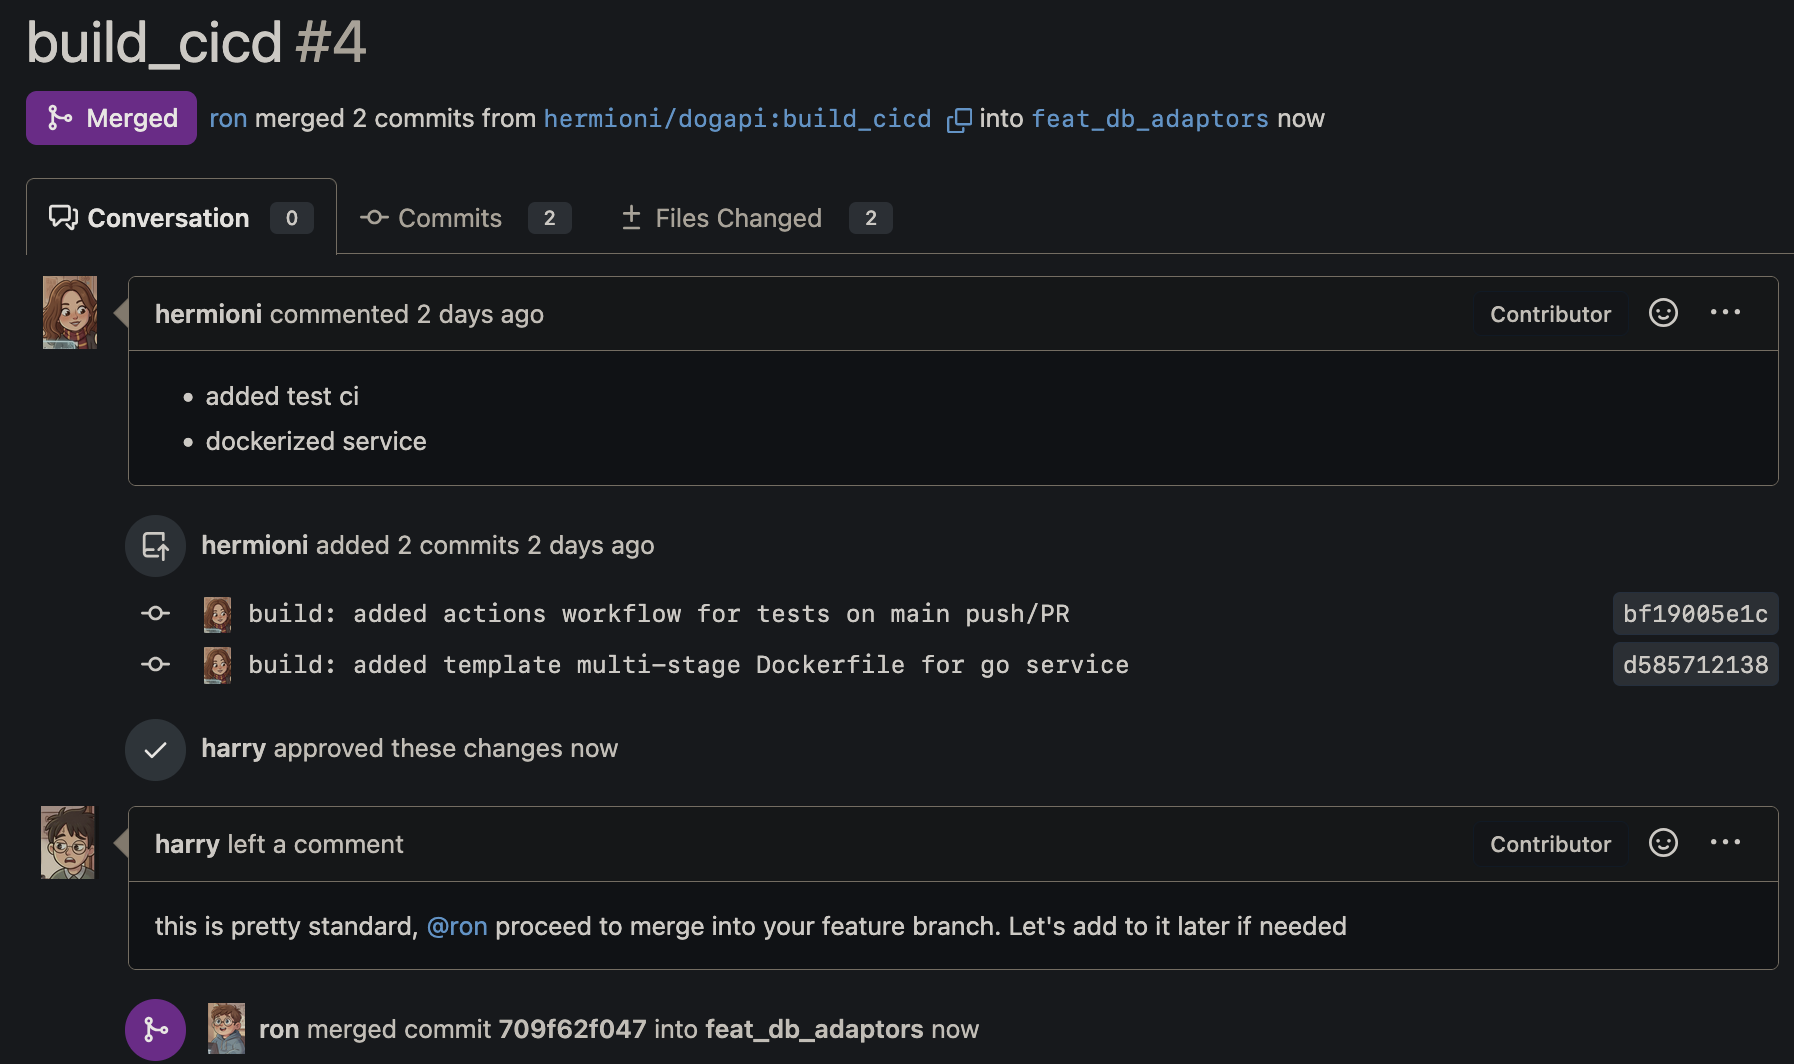 build_cicd #4
Merged ron merged 2 commits from hermioni/dogapi:build_cicd into feat_db_adaptors now
Conversation 0 Commits 2 Files Changed 2
hermioni commented 2 days ago Contributor
• added test ci
• dockerized service
hermioni added 2 commits 2 days ago
build: added actions workflow for tests on main push/PR bf19005e1c
build: added template multi-stage Dockerfile for go service d585712138
harry approved these changes now
harry left a comment Contributor
this is pretty standard, @ron proceed to merge into your feature branch. Let's add to it later if needed
ron merged commit 709f62f047 into feat_db_adaptors now